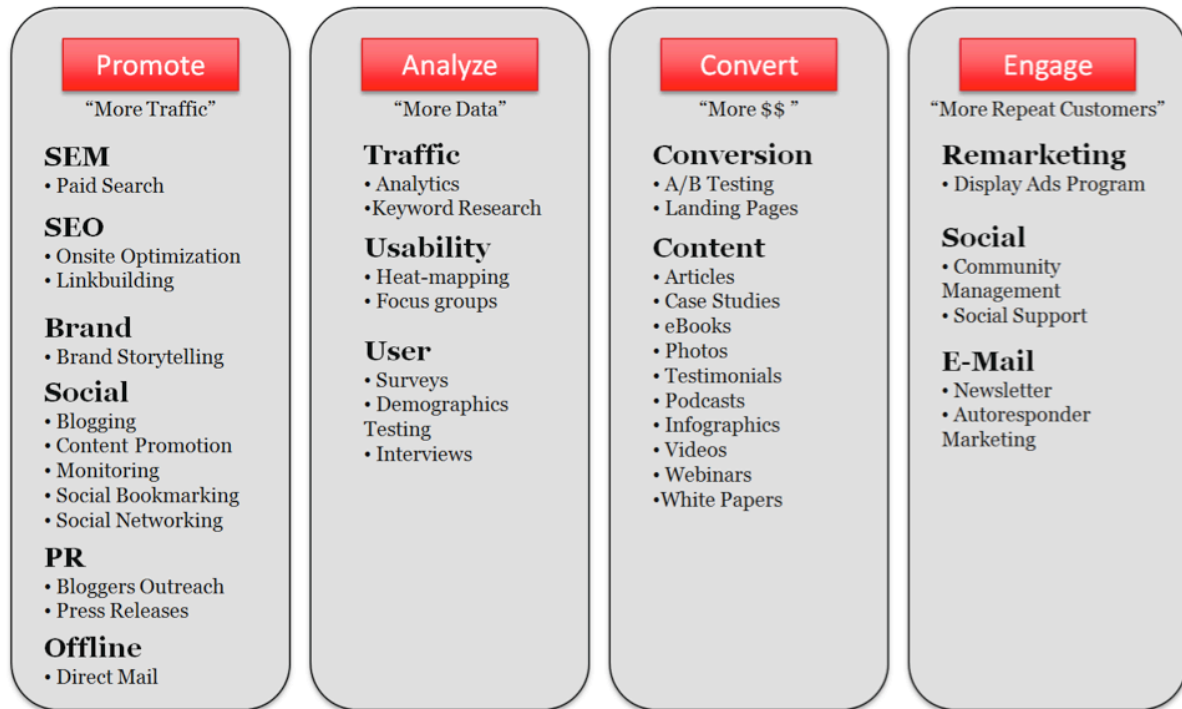 Promote
“More Traffic”
SEM
• Paid Search
SEO
• Onsite Optimization
• Linkbuilding
Brand
• Brand Storytelling
Social
• Blogging
• Content Promotion
• Monitoring
• Social Bookmarking
• Social Networking
PR
• Bloggers Outreach
• Press Releases
Offline
• Direct Mail
Analyze
“More Data”
Traffic
• Analytics
•Keyword Research
Usability
• Heat-mapping
• Focus groups
User
• Surveys
• Demographics
Testing
• Interviews
Convert
“More $$ ”
Conversion
• A/B Testing
• Landing Pages
Content
• Articles
• Case Studies
• eBooks
• Photos
• Testimonials
• Podcasts
• Infographics
• Videos
• Webinars
•White Papers
Engage
“More Repeat Customers”
Remarketing
• Display Ads Program
Social
• Community
Management
• Social Support
E-Mail
• Newsletter
• Autoresponder
Marketing